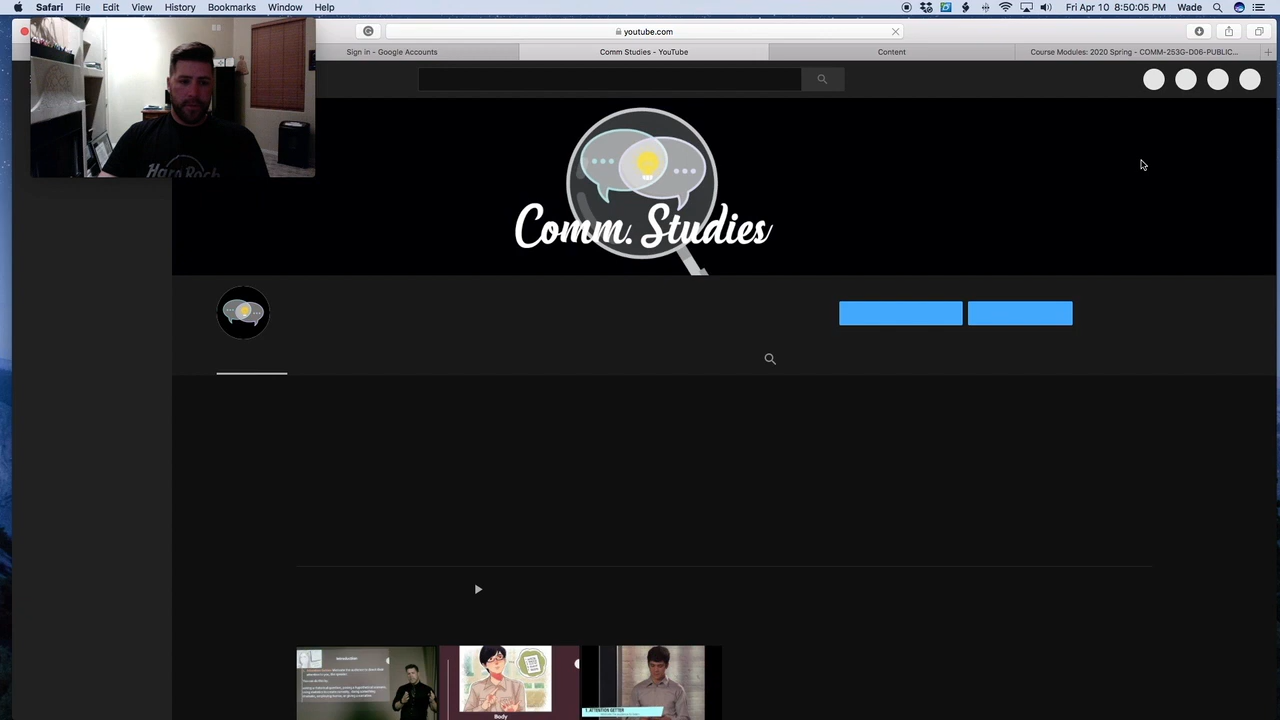 Safari File Edit View History Bookmarks Window Help Fri Apr 10 8:50:05 PM Wade
youtube.com
Sign in - Google Accounts Comm Studies - YouTube Content Course Modules: 2020 Spring - COMM-253G-D06-PUBLIC...
Hard Rock
Comm. Studies
Introduction
Body
1. ATTENTION GETTER